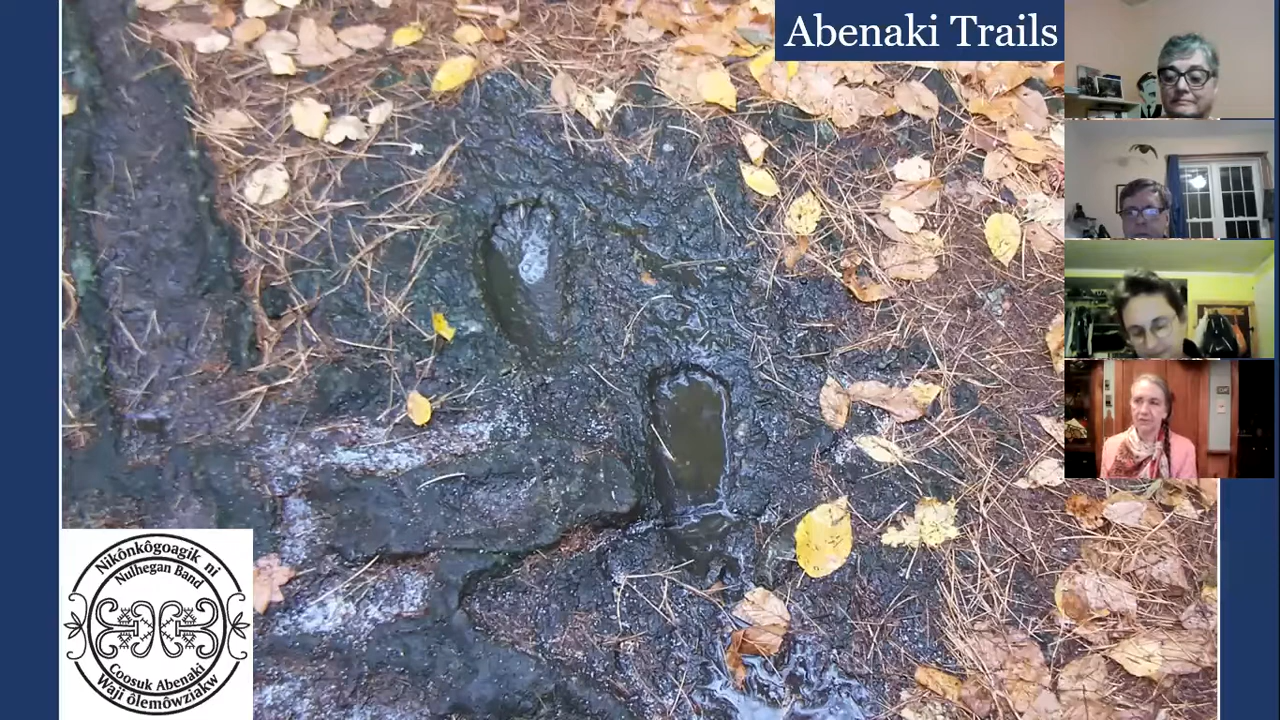 Abenaki Trails
Nikônkôgoagik ni
Nulhegan Band
Coosuk Abenaki
Waji ôlemôwziakw